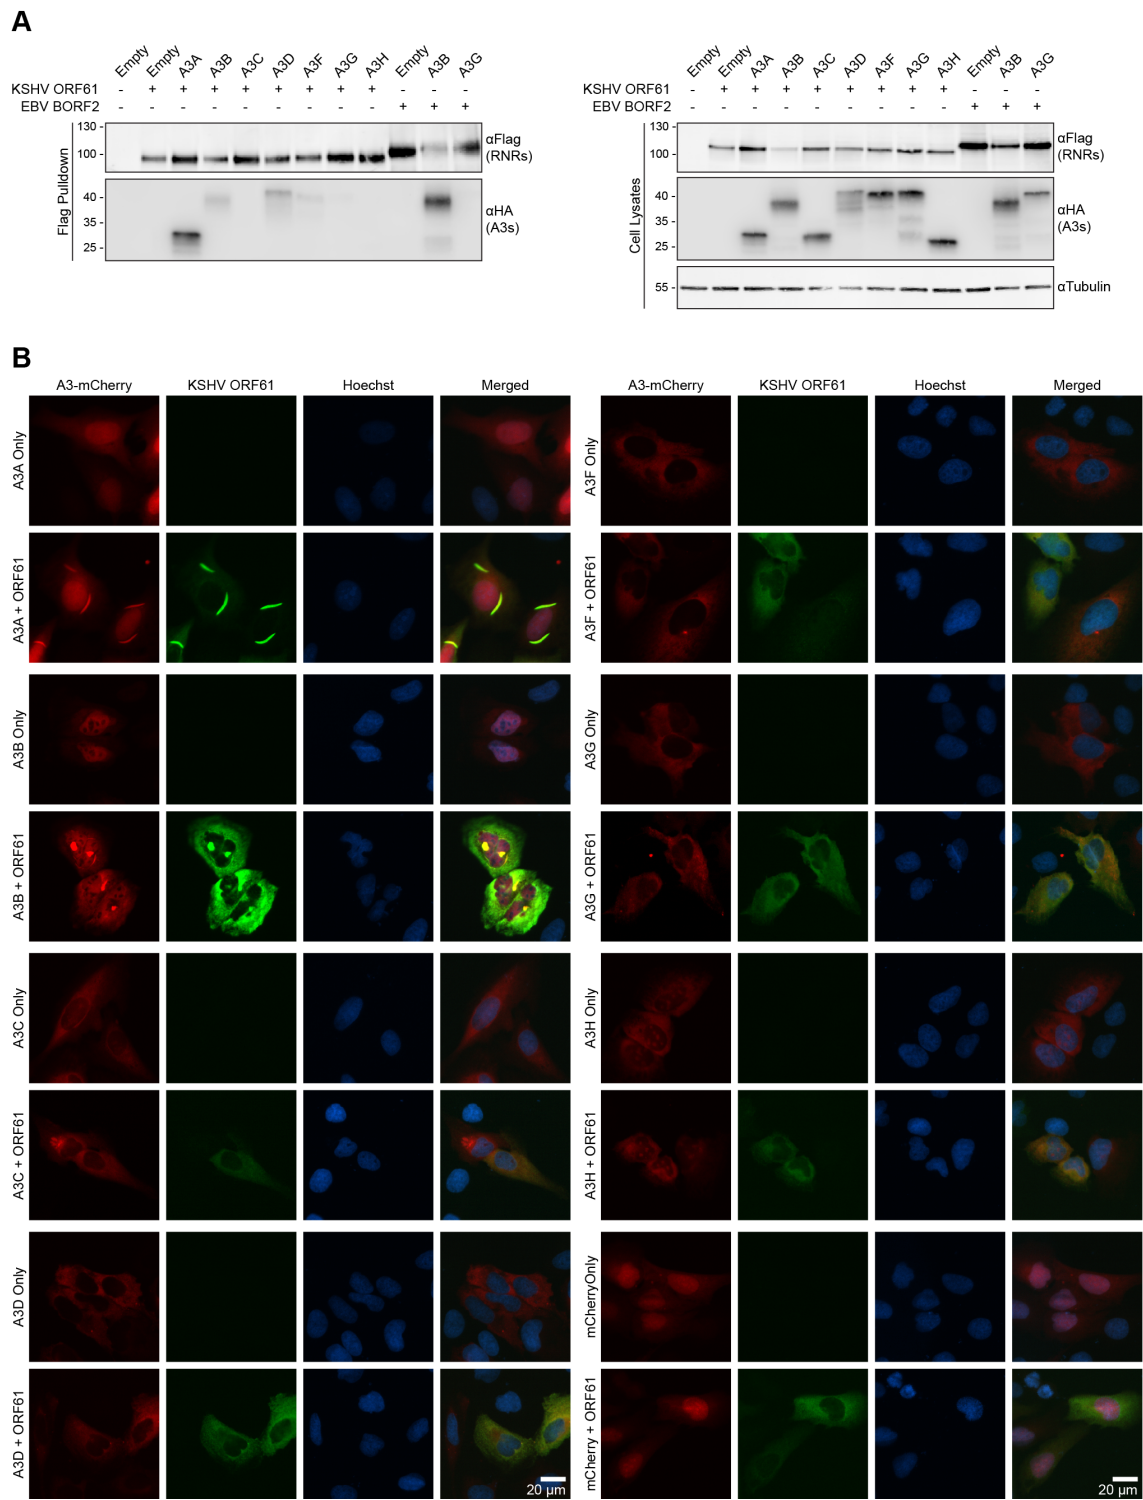 A
Empty Empty A3A A3B A3C A3D A3F A3G A3H Empty A3B A3G
KSHV ORF61 - + + + + + + + + - - -
EBV BORF2 - - - - - - - - - + + +
Flag Pulldown
130 -
100 -
αFlag
(RNRs)
40 -
35 -
25 -
αHA
(A3s)
Empty Empty A3A A3B A3C A3D A3F A3G A3H Empty A3B A3G
KSHV ORF61 - + + + + + + + + - - -
EBV BORF2 - - - - - - - - - + + +
Cell Lysates
130 -
100 -
αFlag
(RNRs)
40 -
35 -
25 -
αHA
(A3s)
55 -
αTubulin
B
A3-mCherry KSHV ORF61 Hoechst Merged
A3A Only
A3A + ORF61
A3B Only
A3B + ORF61
A3C Only
A3C + ORF61
A3D Only
A3D + ORF61
20 µm
A3-mCherry KSHV ORF61 Hoechst Merged
A3F Only
A3F + ORF61
A3G Only
A3G + ORF61
A3H Only
A3H + ORF61
mCherryOnly
mCherry + ORF61
20 µm